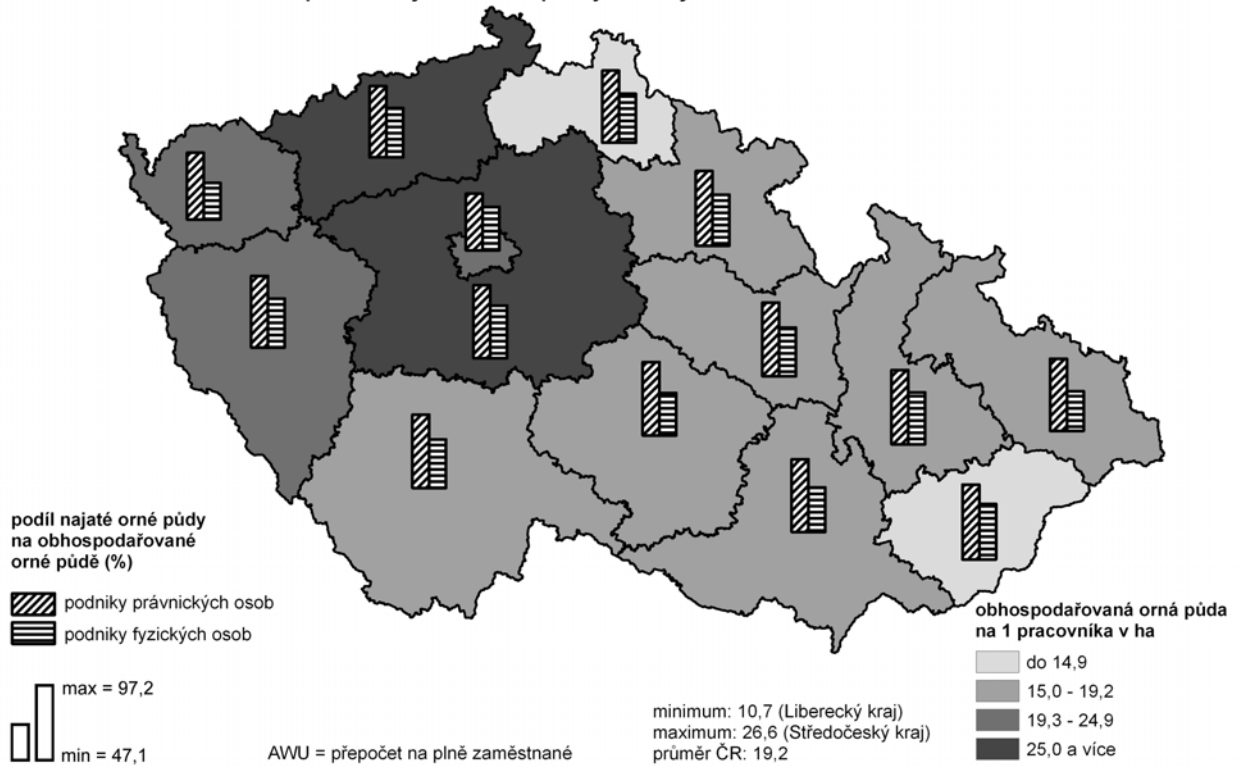 podíl najaté orné půdy
na obhospodařované
orné půdě (%)
podniky právnických osob
podniky fyzických osob
max = 97,2
min = 47,1
AWU = přepočet na plně zaměstnané
minimum: 10,7 (Liberecký kraj)
maximum: 26,6 (Středočeský kraj)
průměr ČR: 19,2
obhospodařovaná orná půda
na 1 pracovníka v ha
do 14,9
15,0 - 19,2
19,3 - 24,9
25,0 a více